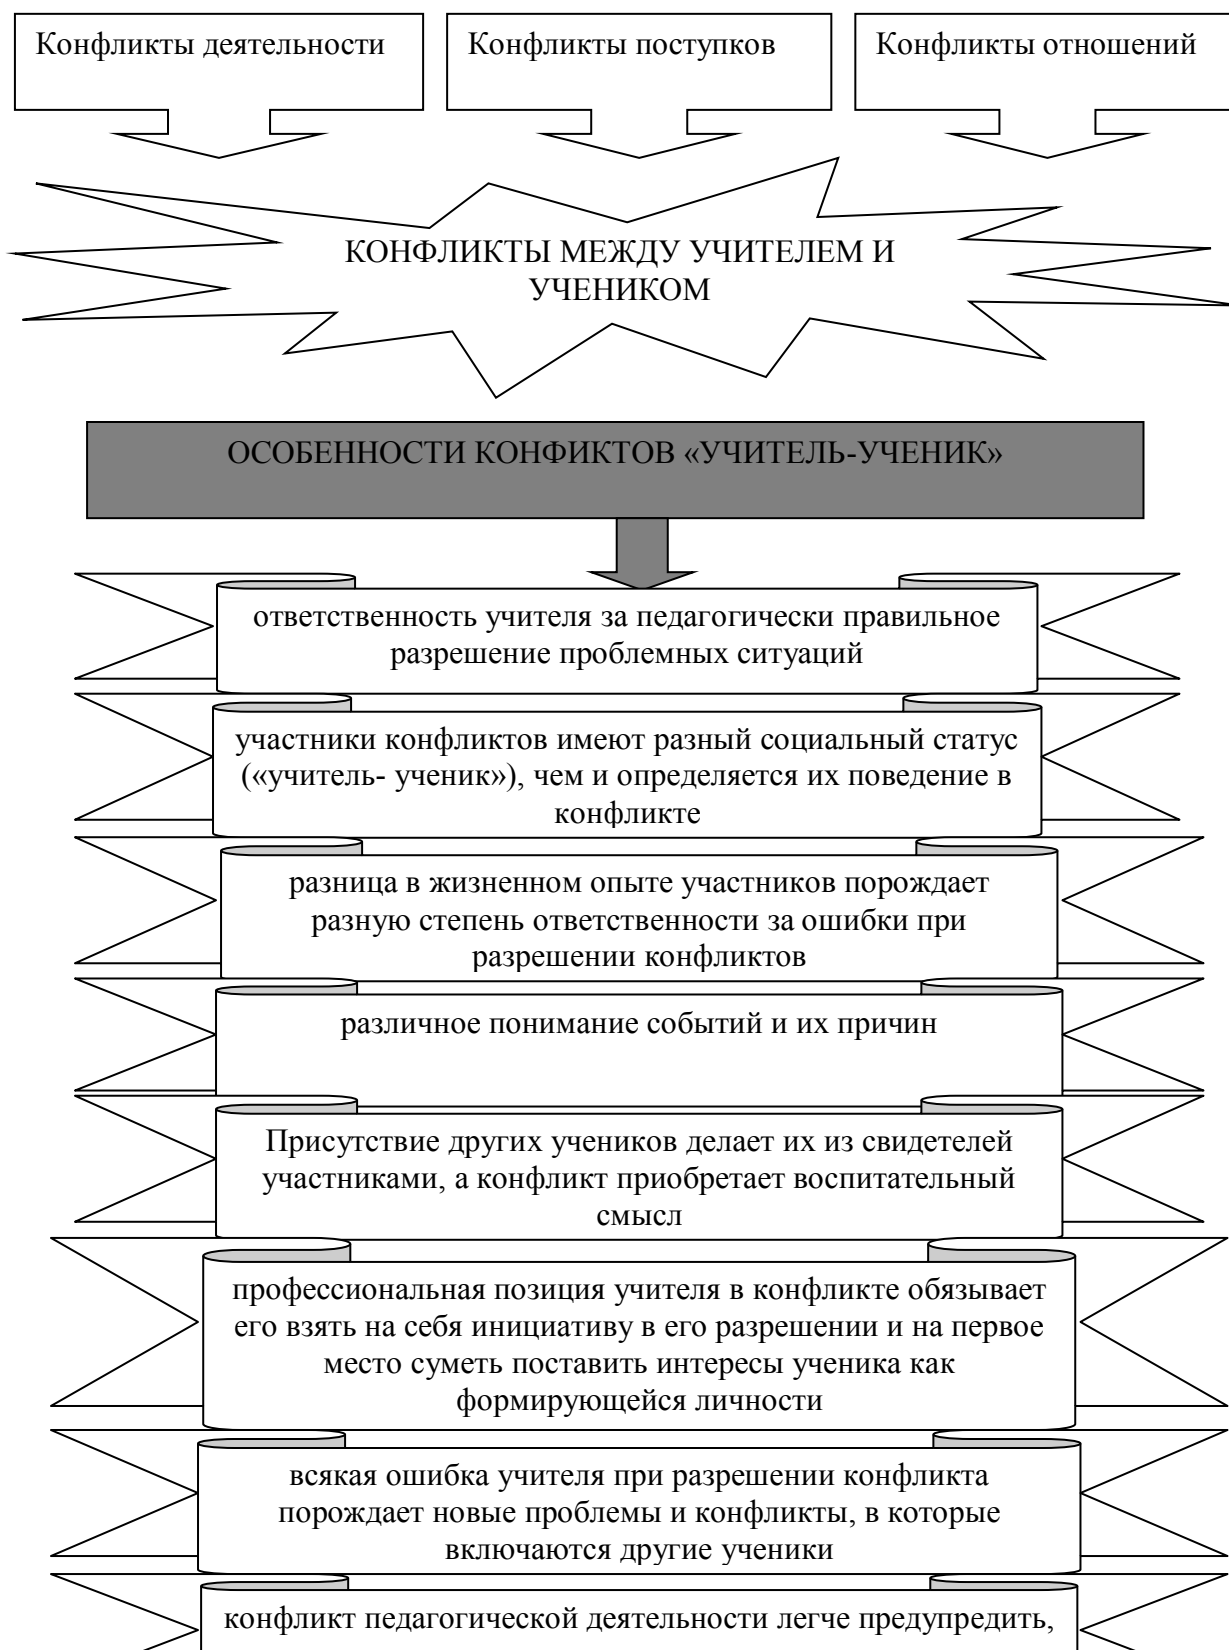 Конфликты деятельности
Конфликты поступков
Конфликты отношений
КОНФЛИКТЫ МЕЖДУ УЧИТЕЛЕМ И
УЧЕНИКОМ
ОСОБЕННОСТИ КОНФИКТОВ «УЧИТЕЛЬ-УЧЕНИК»
ответственность учителя за педагогически правильное
разрешение проблемных ситуаций
участники конфликтов имеют разный социальный статус
(«учитель- ученик»), чем и определяется их поведение в
конфликте
разница в жизненном опыте участников порождает
разную степень ответственности за ошибки при
разрешении конфликтов
различное понимание событий и их причин
Присутствие других учеников делает их из свидетелей
участниками, а конфликт приобретает воспитательный
смысл
профессиональная позиция учителя в конфликте обязывает
его взять на себя инициативу в его разрешении и на первое
место суметь поставить интересы ученика как
формирующейся личности
всякая ошибка учителя при разрешении конфликта
порождает новые проблемы и конфликты, в которые
включаются другие ученики
конфликт педагогической деятельности легче предупредить,